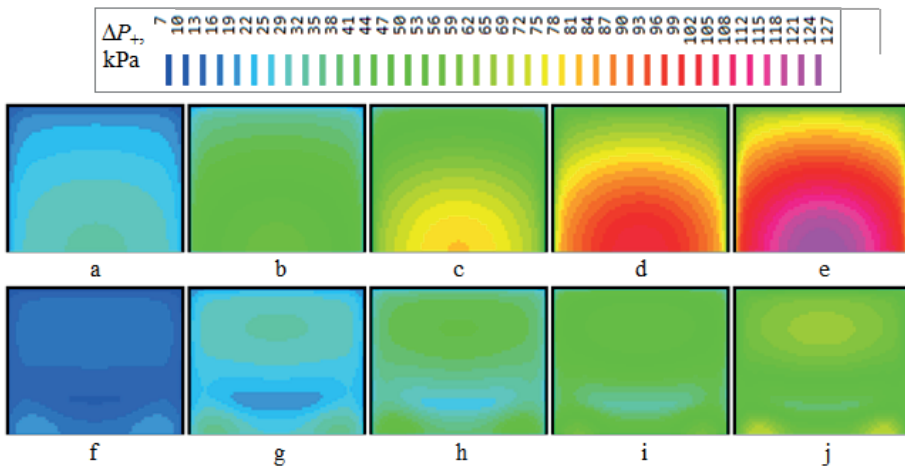 ΔP₊, 7 10 13 16 19 22 25 29 32 35 38 41 44 47 50 53 56 59 62 65 69 72 75 78 81 84 87 90 93 96 99 102 105 108 112 115 118 121 124 127
kPa
a b c d e
f g h i j